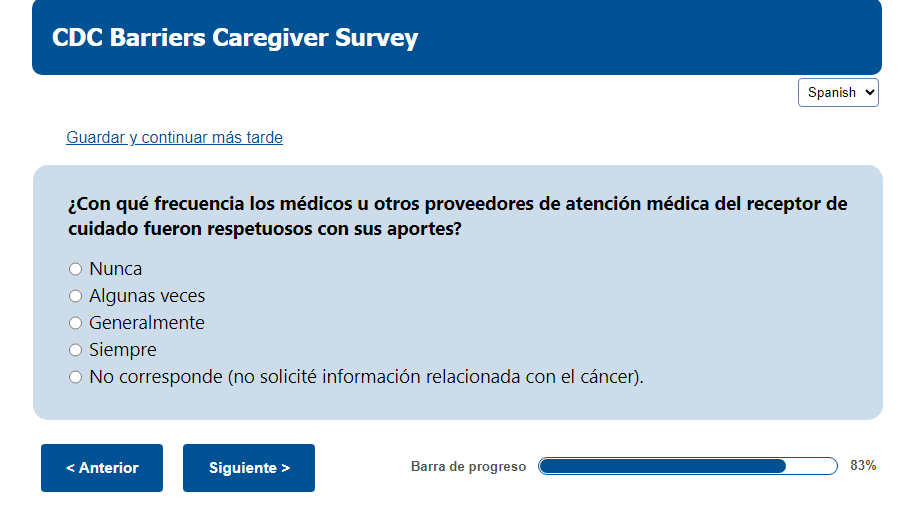 CDC Barriers Caregiver Survey
Spanish
Guardar y continuar más tarde
¿Con qué frecuencia los médicos u otros proveedores de atención médica del receptor de
cuidado fueron respetuosos con sus aportes?
Nunca
Algunas veces
Generalmente
Siempre
No corresponde (no solicité información relacionada con el cáncer).
< Anterior
Siguiente >
Barra de progreso
83%